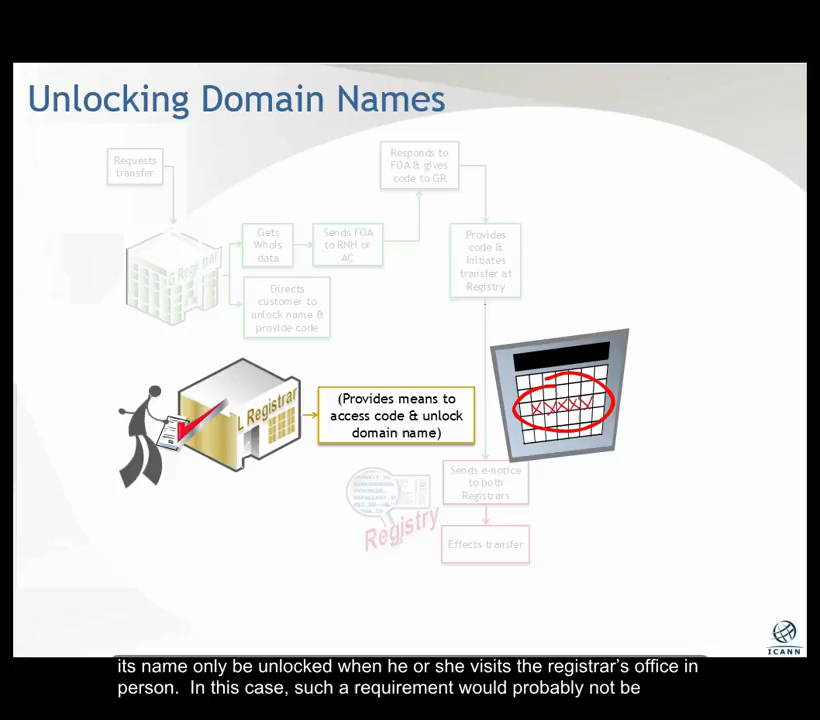 Unlocking Domain Names
Requests
transfer
Responds to
FOA & gives
code to GR
Gets
WhoIs
data
Sends FOA
to RNH or
AC
Provides
code &
Initiates
transfer at
Registry
G Registrar
Directs
customer to
unlock name &
provide code
L Registrar
(Provides means to
access code & unlock
domain name)
XXXXX
Sends e-notice
to both
Registrars
Registry
Effects transfer
ICANN
its name only be unlocked when he or she visits the registrar's office in
person. In this case, such a requirement would probably not be